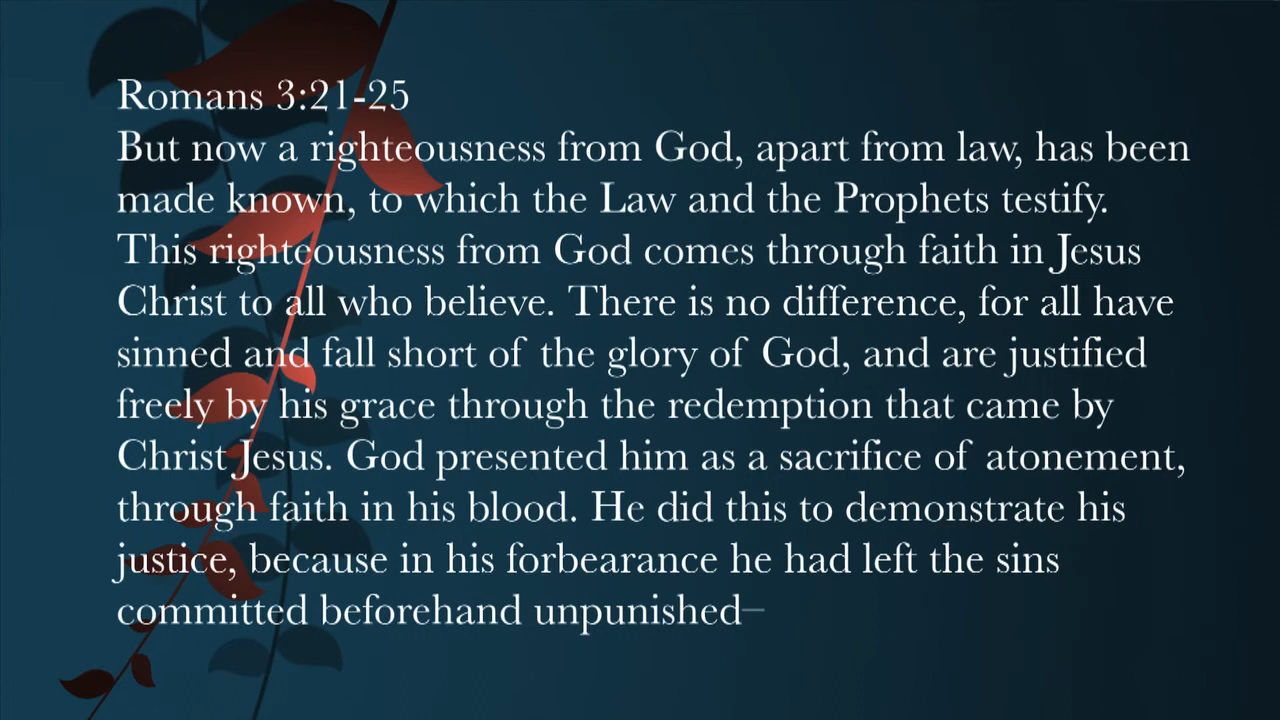 Romans 3:21-25
But now a righteousness from God, apart from law, has been
made known, to which the Law and the Prophets testify.
This righteousness from God comes through faith in Jesus
Christ to all who believe. There is no difference, for all have
sinned and fall short of the glory of God, and are justified
freely by his grace through the redemption that came by
Christ Jesus. God presented him as a sacrifice of atonement,
through faith in his blood. He did this to demonstrate his
justice, because in his forbearance he had left the sins
committed beforehand unpunished—